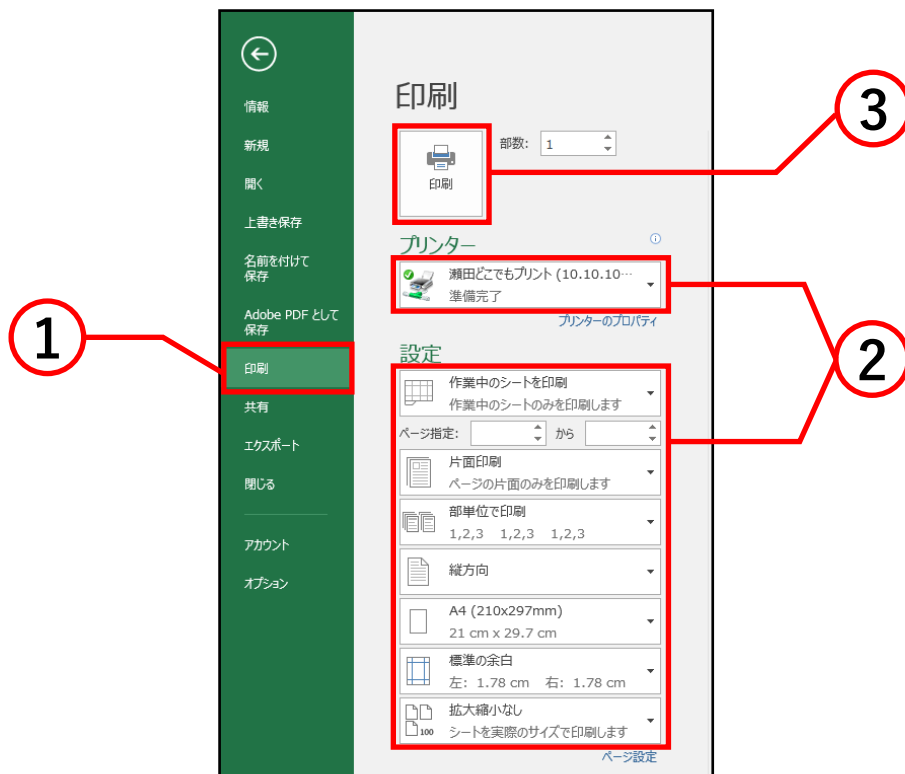 情報
新規
開く
上書き保存
名前を付けて
保存
Adobe PDF として
保存
印刷
共有
エクスポート
閉じる
アカウント
オプション
印刷
印刷
部数: 1
プリンター
瀬田どこでもプリント (10.10.10…
準備完了
プリンターのプロパティ
設定
作業中のシートを印刷
作業中のシートのみを印刷します
ページ指定: から
片面印刷
ページの片面のみを印刷します
部単位で印刷
1,2,3 1,2,3 1,2,3
縦方向
A4 (210x297mm)
21 cm x 29.7 cm
標準の余白
左: 1.78 cm 右: 1.78 cm
拡大縮小なし
100
シートを実際のサイズで印刷します
ページ設定
1
2
3